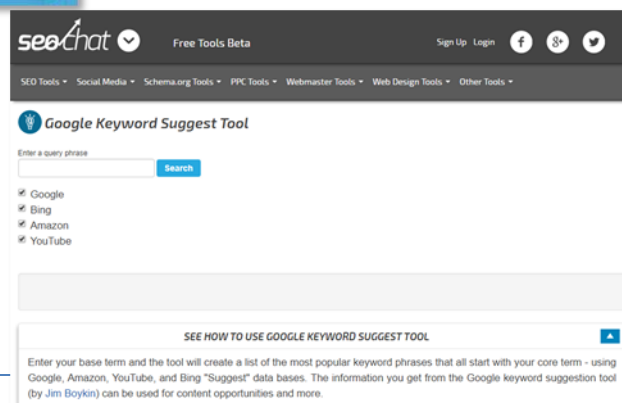 seochat Free Tools Beta Sign Up Login f 8+
SEO Tools Social Media Schema.org Tools PPC Tools Webmaster Tools Web Design Tools Other Tools
Google Keyword Suggest Tool
Enter a query phrase
Search
Google
Bing
Amazon
YouTube
SEE HOW TO USE GOOGLE KEYWORD SUGGEST TOOL
Enter your base term and the tool will create a list of the most popular keyword phrases that all start with your core term - using
Google, Amazon, YouTube, and Bing "Suggest" data bases. The information you get from the Google keyword suggestion tool
(by Jim Boykin) can be used for content opportunities and more.